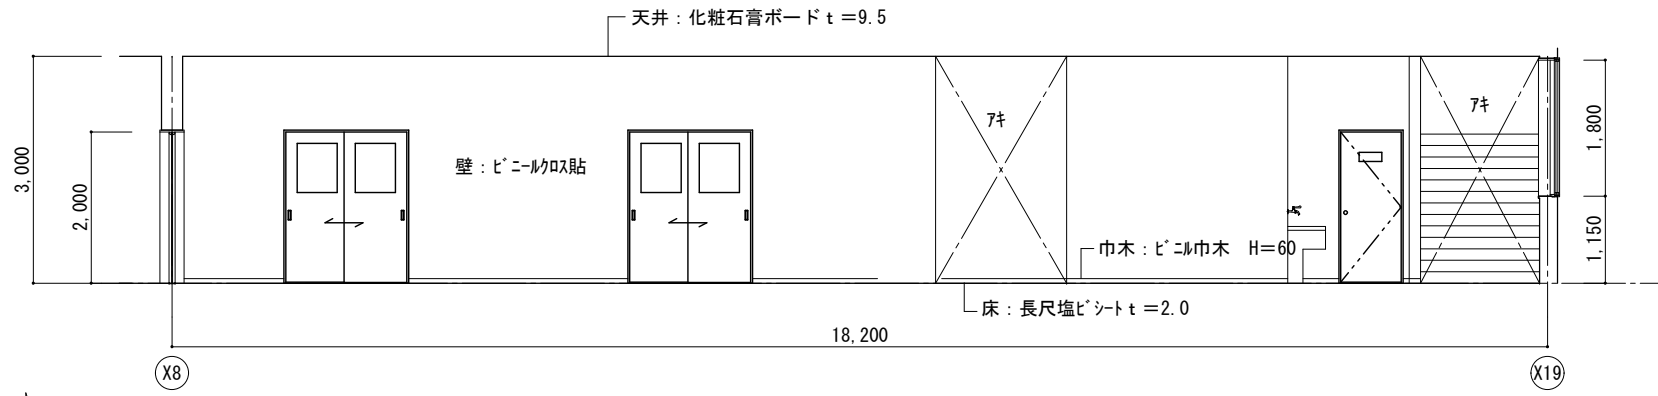 天井：化粧石膏ボードｔ＝9.5
3,000
2,000
壁：ﾋﾞﾆｰﾙｸﾛｽ貼
ｱｷ
ｱｷ
1,800
1,150
巾木：ﾋﾞﾆﾙ巾木　H＝60
床：長尺塩ﾋﾞｼｰﾄｔ＝2.0
18,200
X8
X19